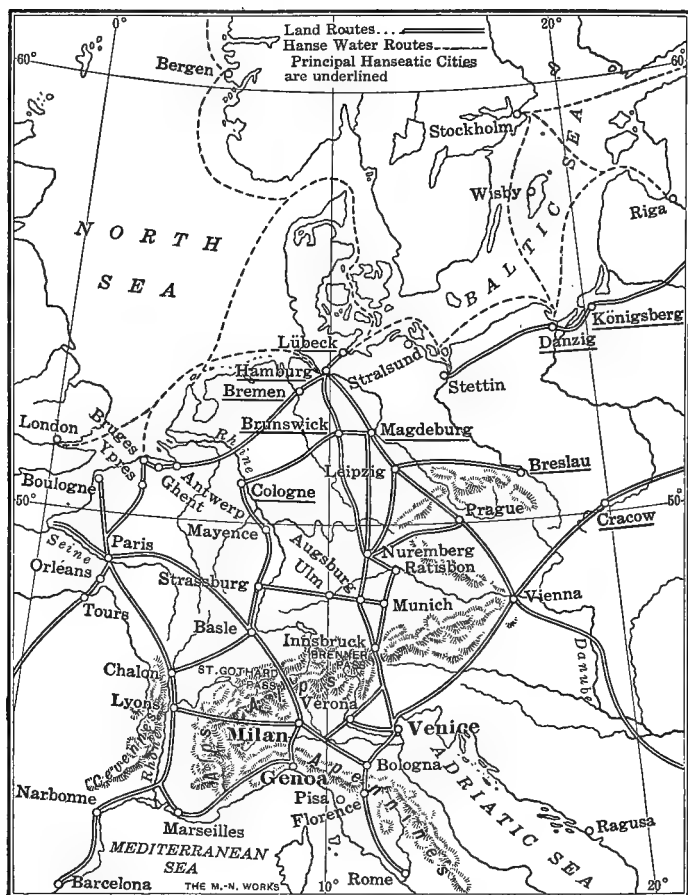 0°
20°
60°
60°
Land Routes...
Hanse Water Routes
Principal Hanseatic Cities
are underlined
Bergen
Stockholm
Wisby
Riga
NORTH
SEA
BALTIC SEA
Königsberg
Danzig
Lübeck
Stralsund
Hamburg
Stettin
Bremen
London
Bruges
Rhine
Brunswick
Magdeburg
Ypres
Leipzig
Breslau
Boulogne
Antwerp
Ghent
Cologne
50°
50°
Prague
Cracow
Mayence
Seine
Paris
Augsburg
Nuremberg
Orléans
Strassburg
Ulm
Ratisbon
Tours
Munich
Vienna
Basle
Innsbruck
BRENNER
PASS
Danube
Chalon
ST. GOTHARD
PASS
Lyons
Alps
Verona
Milan
Venice
Cevennes
Rhone
Alps
Genoa
Apennines
Bologna
ADRIATIC SEA
Narbonne
Pisa
Florence
Marseilles
Ragusa
MEDITERRANEAN
SEA
Barcelona
THE M.-N. WORKS
10°
Rome
20°